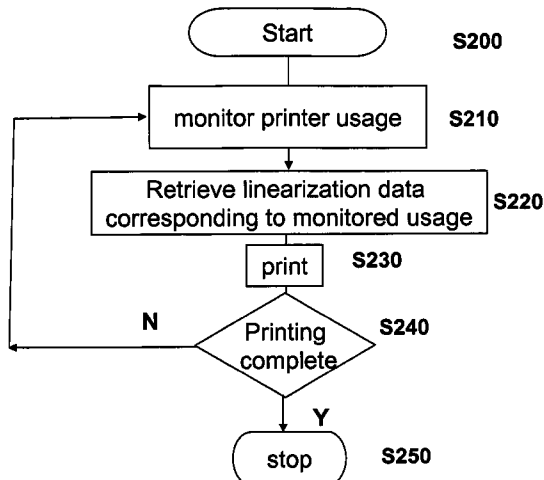 Start
S200
monitor printer usage
S210
Retrieve linearization data
corresponding to monitored usage
S220
print
S230
Printing
complete
S240
N
Y
stop
S250